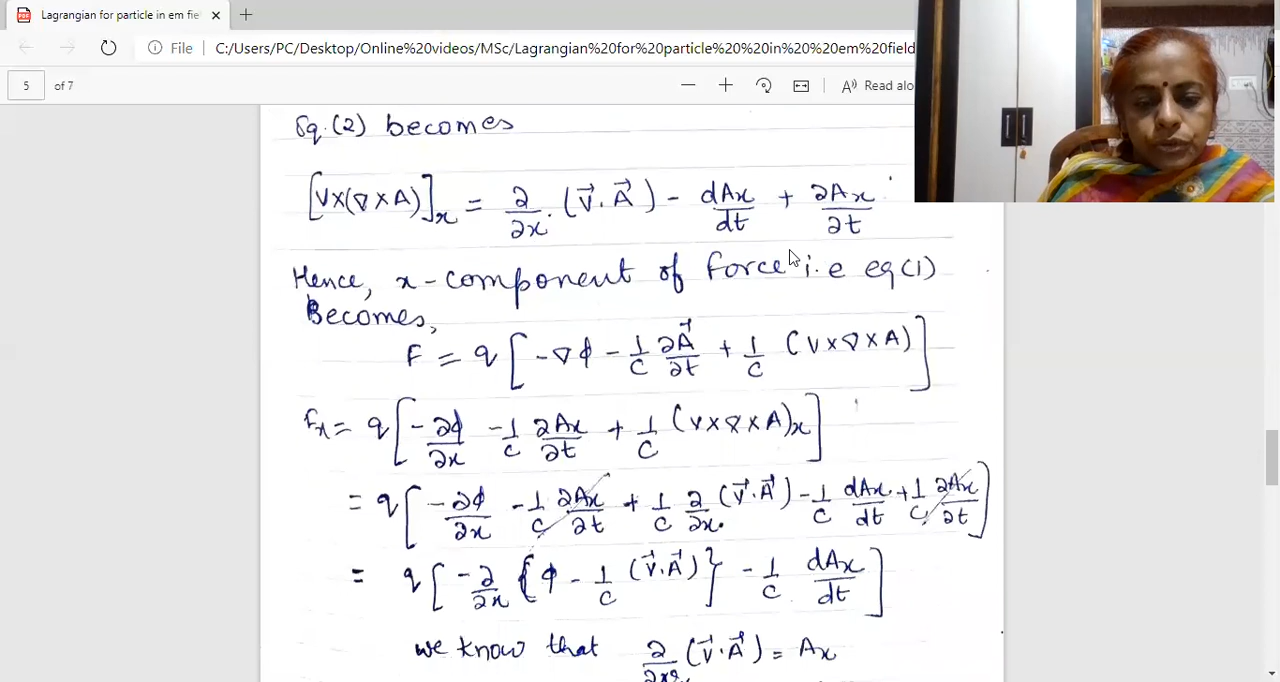 Lagrangian for particle in em fie
File C:/Users/PC/Desktop/Online%20videos/MSc/Lagrangian%20for%20particle%20%20in%20%20em%20field
5 of 7 Read alo
Eq.(2) becomes
[V×(∇×A)]x = ∂/∂x. (V⃗.A⃗) - dAx/dt + ∂Ax/∂t
Hence, x-component of force i.e eq(1)
Becomes,
F = q [-∇ϕ - 1/C ∂A⃗/∂t + 1/C (V×∇×A)]
Fx = q [-∂ϕ/∂x - 1/C ∂Ax/∂t + 1/C (V×∇×A)x]
= q [-∂ϕ/∂x - 1/C ∂Ax/∂t + 1/C ∂/∂x. (V⃗.A⃗) - 1/C dAx/dt + 1/C ∂Ax/∂t]
= q [-∂/∂x {ϕ - 1/C (V⃗.A⃗)} - 1/C dAx/dt]
we know that ∂ (V⃗.A⃗) = Ax